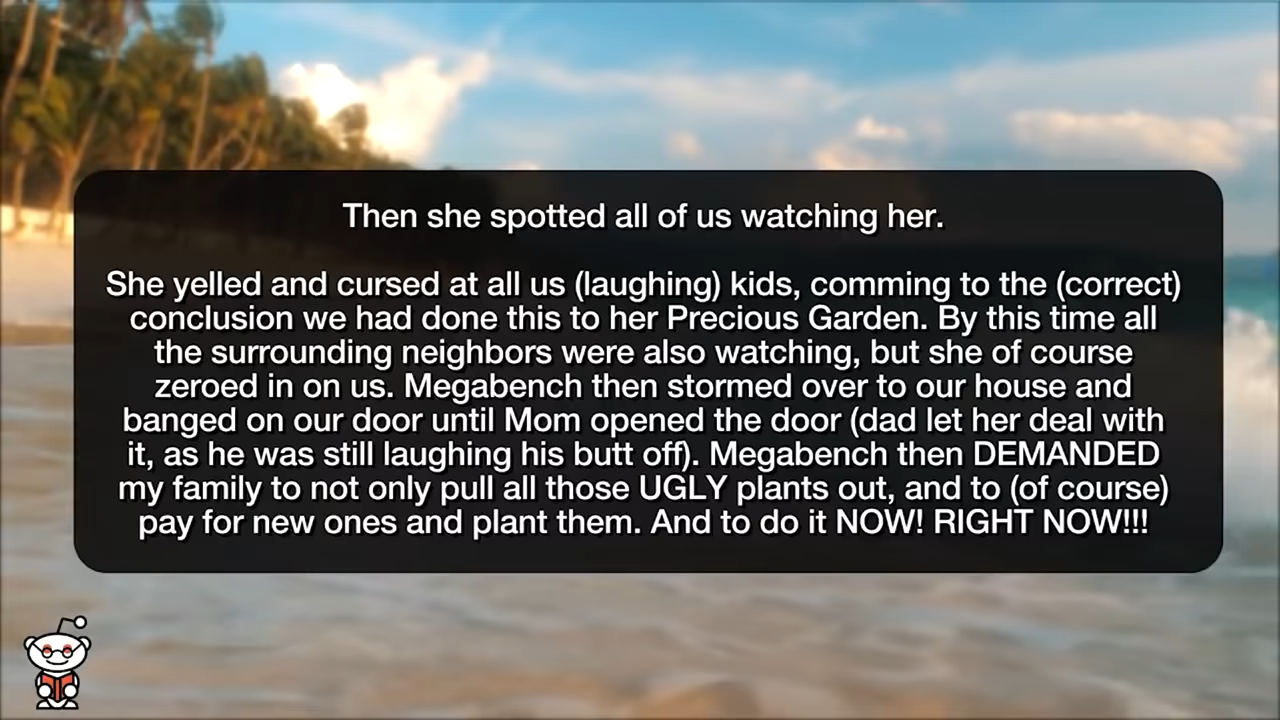 Then she spotted all of us watching her.
She yelled and cursed at all us (laughing) kids, comming to the (correct)
conclusion we had done this to her Precious Garden. By this time all
the surrounding neighbors were also watching, but she of course
zeroed in on us. Megabench then stormed over to our house and
banged on our door until Mom opened the door (dad let her deal with
it, as he was still laughing his butt off). Megabench then DEMANDED
my family to not only pull all those UGLY plants out, and to (of course)
pay for new ones and plant them. And to do it NOW! RIGHT NOW!!!